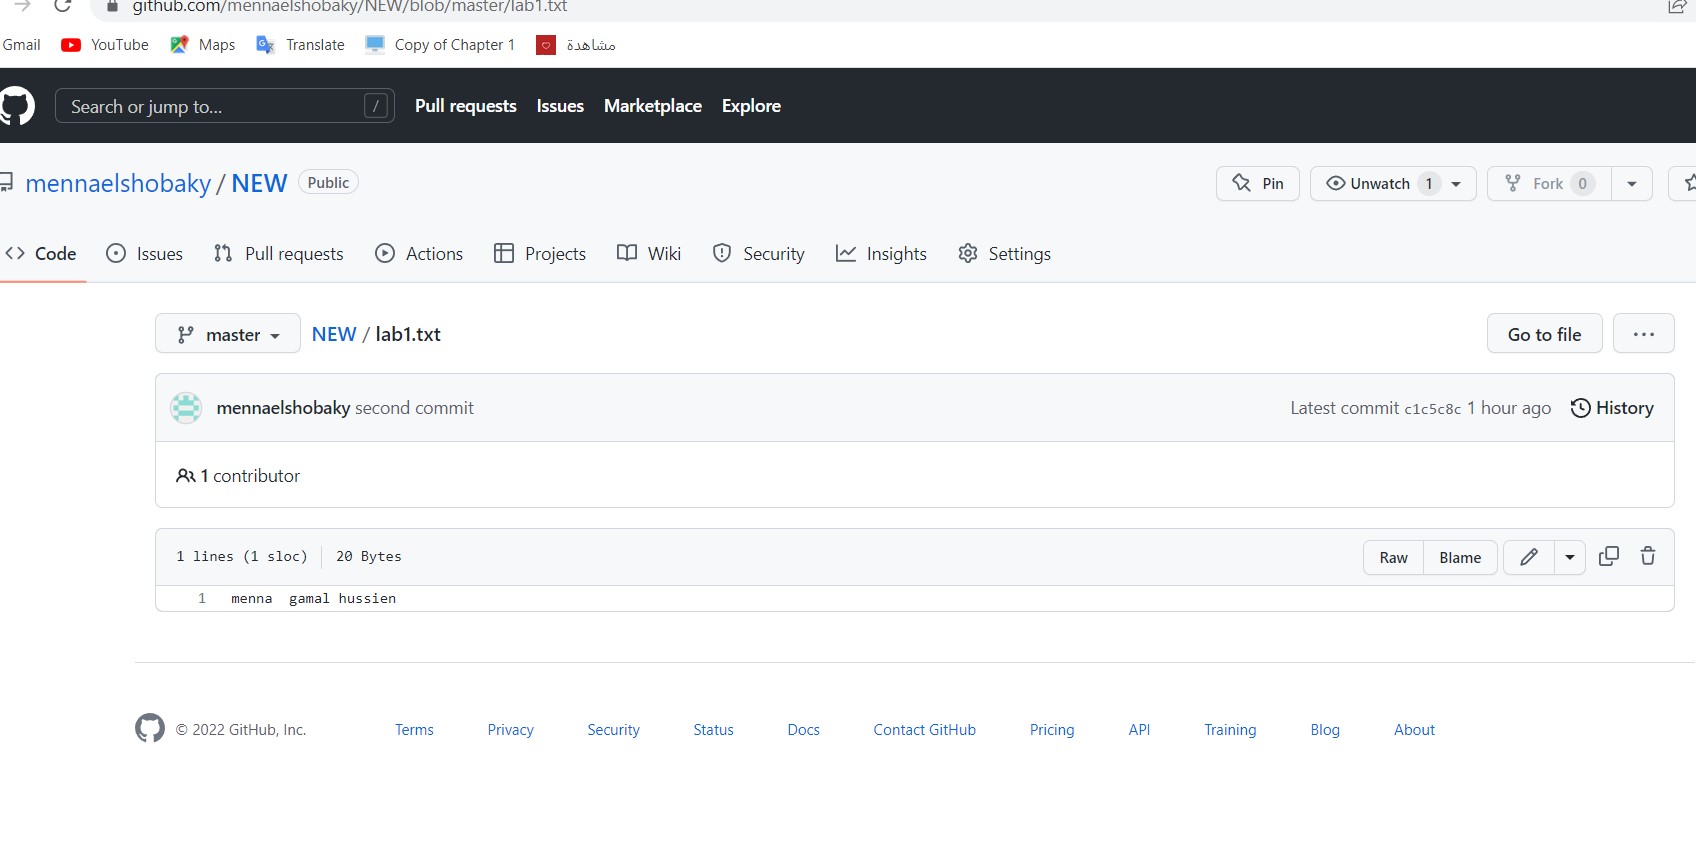 github.com/mennaelshobaky/NEW/blob/master/lab1.txt
Gmail YouTube Maps Translate Copy of Chapter 1 مشاهدة
Search or jump to... / Pull requests Issues Marketplace Explore
mennaelshobaky / NEW Public Pin Unwatch 1 Fork 0
Code Issues Pull requests Actions Projects Wiki Security Insights Settings
master NEW / lab1.txt Go to file ...
mennaelshobaky second commit Latest commit c1c5c8c 1 hour ago History
1 contributor
1 lines (1 sloc) 20 Bytes Raw Blame
1 menna  gamal hussien
© 2022 GitHub, Inc. Terms Privacy Security Status Docs Contact GitHub Pricing API Training Blog About